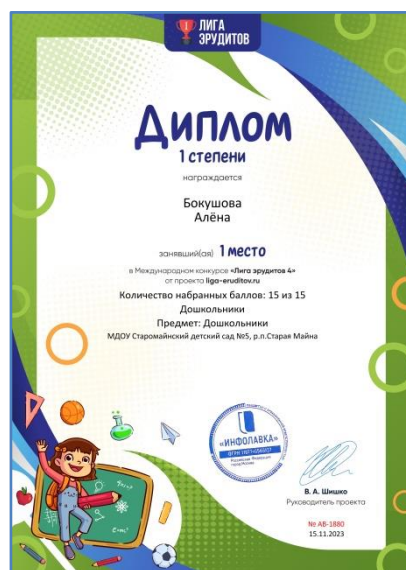 ЛИГА
ЭРУДИТОВ
Диплом
1 степени
награждается
Бокушова
Алёна
занявший(ая) 1 место
в Международном конкурсе «Лига эрудитов 4»
от проекта liga-eruditov.ru
Количество набранных баллов: 15 из 15
Дошкольники
Предмет: Дошкольники
МДОУ Старомайнский детский сад №5, р.п.Старая Майна
«ИНФОЛАВКА»
В. А. Шишко
Руководитель проекта
№ АВ-1880
15.11.2023